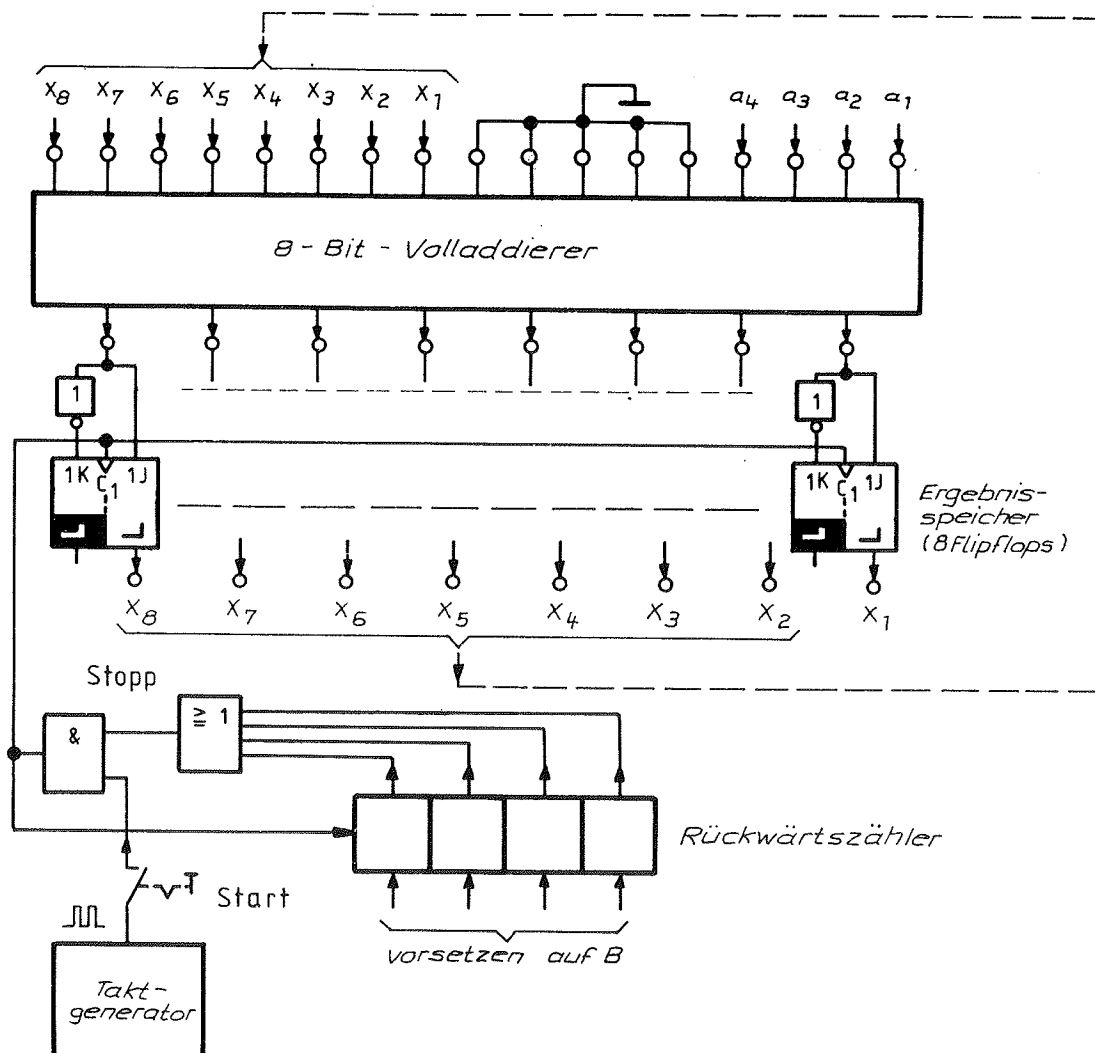 x8 x7 x6 x5 x4 x3 x2 x1 a4 a3 a2 a1
8-Bit-Volladdierer
1 1
1K C1 1J 1K C1 1J
Ergebnis-
speicher
(8Flipflops)
x8 x7 x6 x5 x4 x3 x2 x1
Stopp
& ≥ 1
Rückwärtszähler
Start
vorsetzen auf B
Takt-
generator